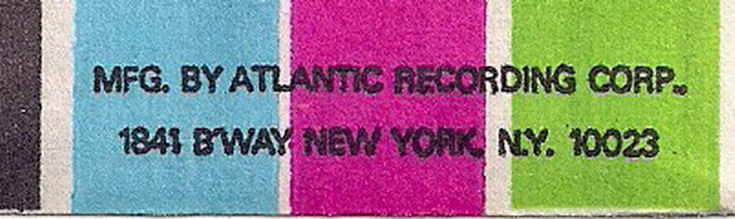 MFG. BY ATLANTIC RECORDING CORP.,
1841 B'WAY NEW YORK, N.Y. 10023